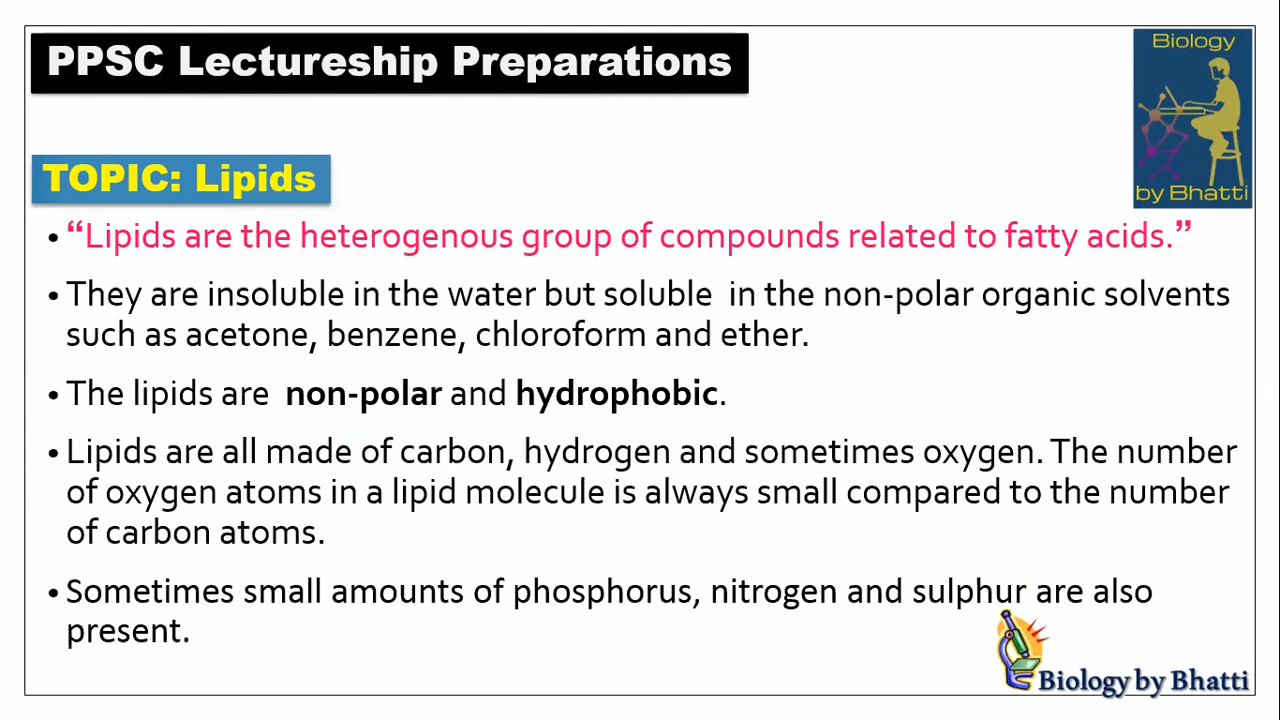 PPSC Lectureship Preparations
Biology
by Bhatti
TOPIC: Lipids
• “Lipids are the heterogenous group of compounds related to fatty acids.”
• They are insoluble in the water but soluble in the non-polar organic solvents
such as acetone, benzene, chloroform and ether.
• The lipids are non-polar and hydrophobic.
• Lipids are all made of carbon, hydrogen and sometimes oxygen. The number
of oxygen atoms in a lipid molecule is always small compared to the number
of carbon atoms.
• Sometimes small amounts of phosphorus, nitrogen and sulphur are also
present.
Biology by Bhatti